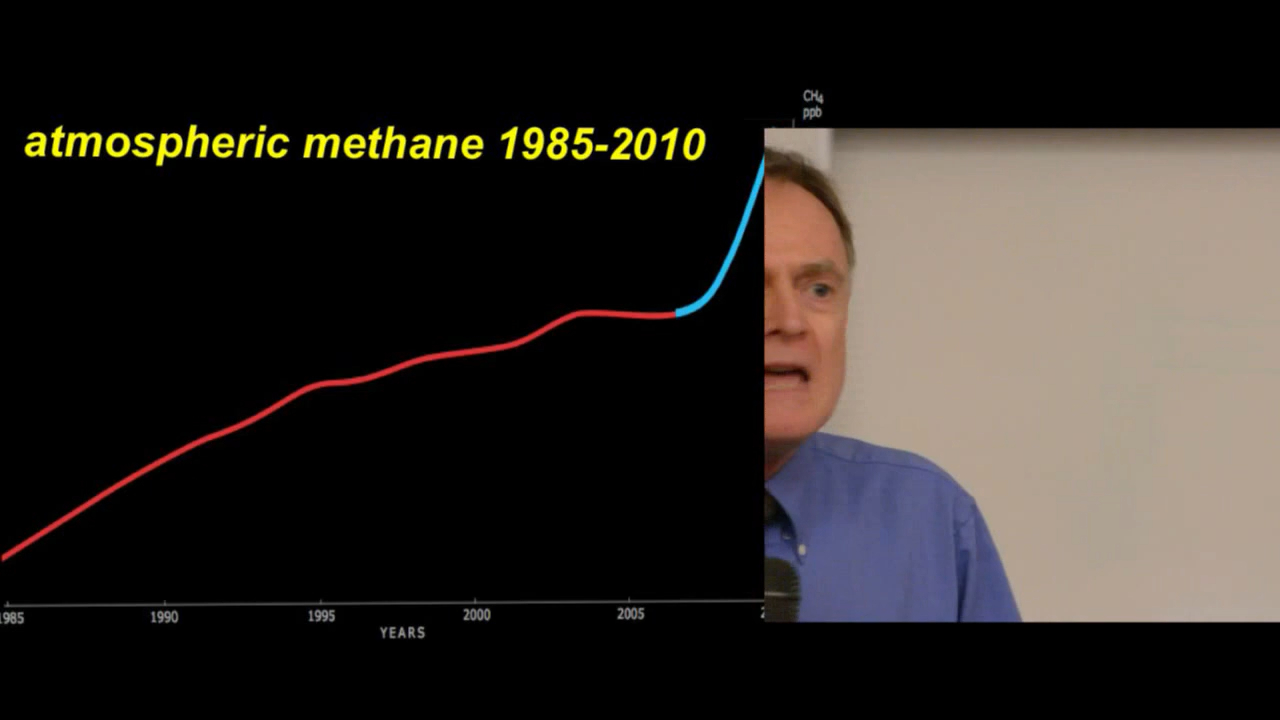 CH₄
ppb
atmospheric methane 1985-2010
1985 1990 1995 2000 2005
YEARS